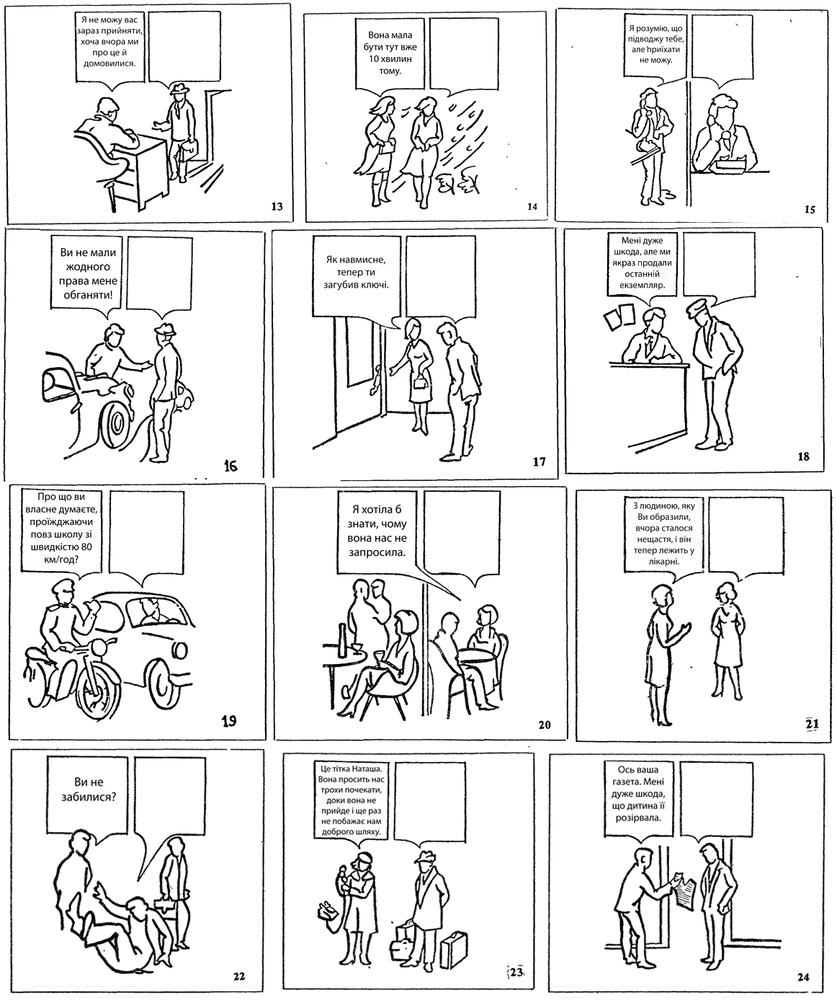 Я не можу вас
зараз прийняти,
хоча вчора ми
про це й
домовилися.
13
Вона мала
бути тут вже
10 хвилин
тому.
14
Я розумію, що
підводжу тебе,
але приїхати
не можу.
15
Ви не мали
жодного
права мене
обганяти!
16
Як навмисне,
тепер ти
загубив ключі.
17
Мені дуже
шкода, але ми
якраз продали
останній
екземпляр.
18
Про що ви
власне думаєте,
проїжджаючи
повз школу зі
швидкістю 80
км/год?
19
Я хотіла б
знати, чому
вона нас не
запросила.
20
З людиною, яку
Ви образили,
вчора сталося
нещастя, і він
тепер лежить у
лікарні.
21
Ви не
забилися?
22
Це тітка Наташа.
Вона просить нас
трохи почекати,
доки вона не
прийде і ще раз
не побажає нам
доброго шляху.
23
Ось ваша
газета. Мені
дуже шкода,
що дитина її
розірвала.
24